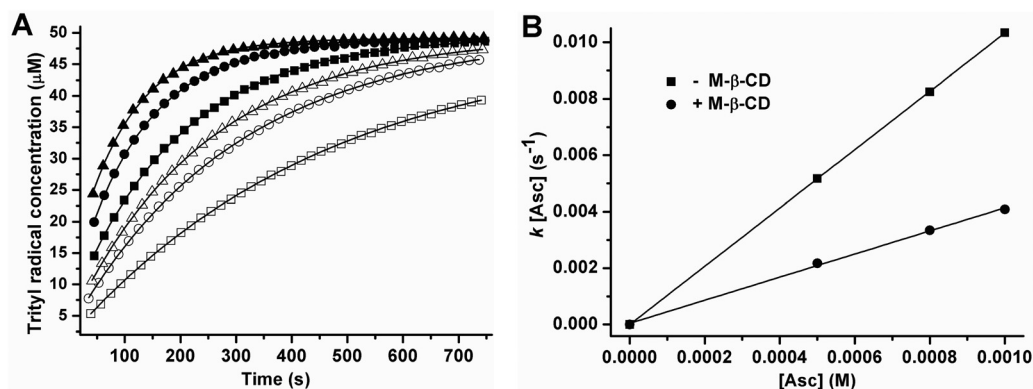 A
Trityl radical concentration (μM)
50
45
40
35
30
25
20
15
10
5
100 200 300 400 500 600 700
Time (s)
B
k [Asc] (s⁻¹)
0.010
0.008
0.006
0.004
0.002
0.000
- M-β-CD
+ M-β-CD
0.0000 0.0002 0.0004 0.0006 0.0008 0.0010
[Asc] (M)